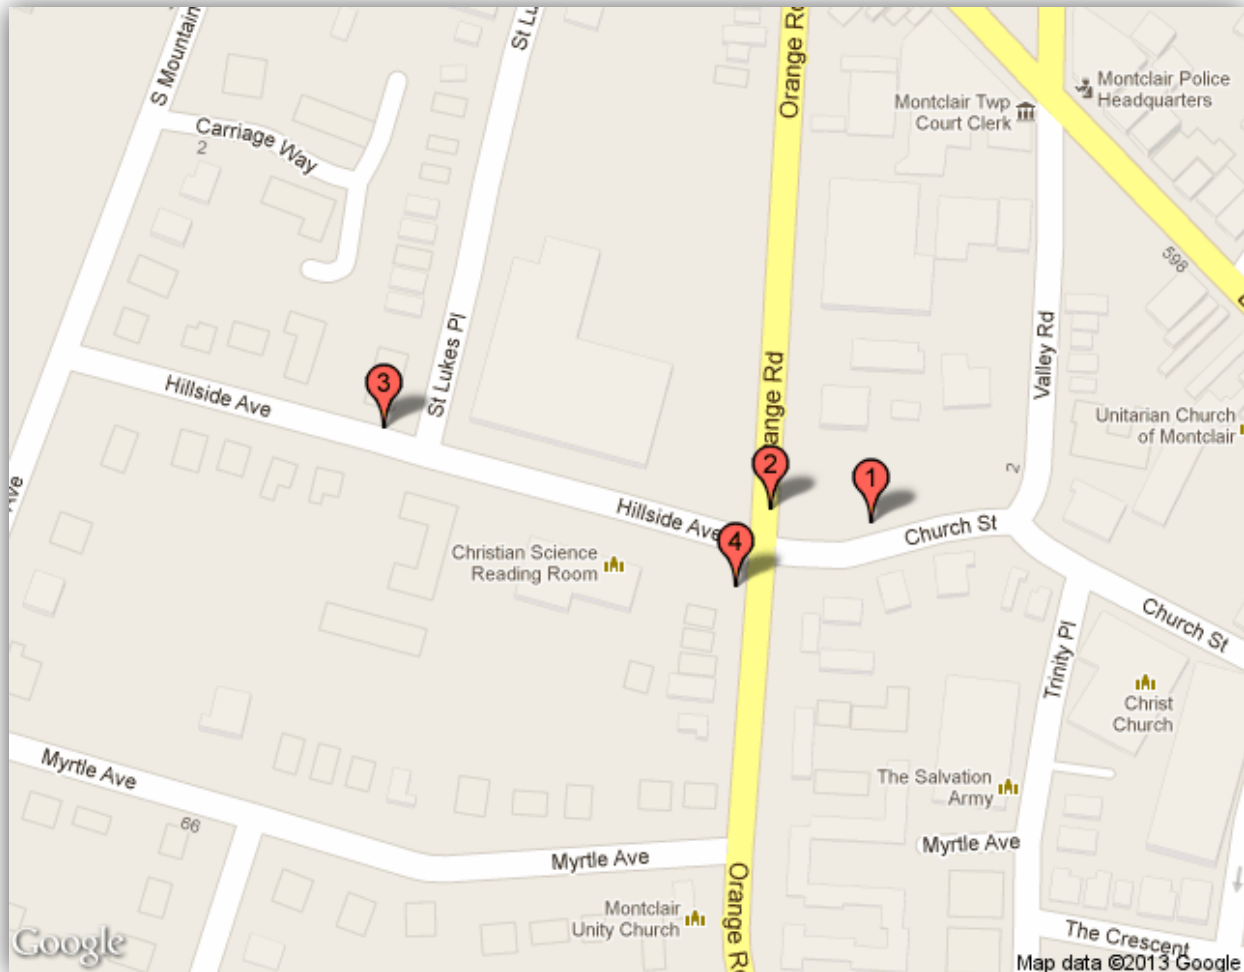 S Mountain
St Lu
Orange Rd
Montclair Police
Headquarters
Montclair Twp
Court Clerk
Carriage Way
2
598
St Lukes Pl
Valley Rd
ange Rd
3
Hillside Ave
Unitarian Church
of Montclair
2
2
1
Ave
Hillside Ave
Church St
4
Christian Science
Reading Room
Church St
Trinity Pl
Christ
Church
Myrtle Ave
The Salvation
Army
66
Myrtle Ave
Myrtle Ave
Orange Rd
Montclair
Unity Church
The Crescent
Google
Map data ©2013 Google